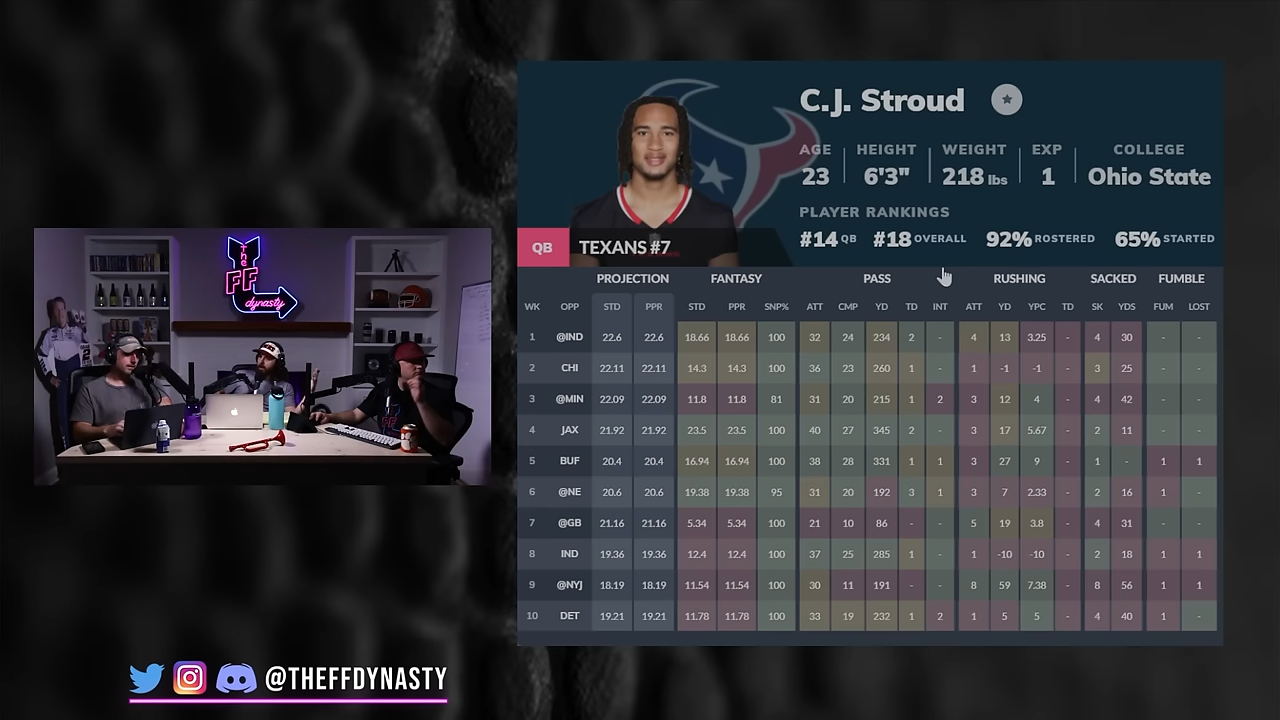 C.J. Stroud
AGE HEIGHT WEIGHT EXP COLLEGE
23 6'3" 218 lbs 1 Ohio State
PLAYER RANKINGS
#14 QB #18 OVERALL 92% ROSTERED 65% STARTED
QB TEXANS #7
PROJECTION FANTASY PASS RUSHING SACKED FUMBLE
WK OPP STD PPR STD PPR SNP% ATT CMP YD TD INT ATT YD YPC TD SK YDS FUM LOST
1 @IND 22.6 22.6 18.66 18.66 100 32 24 234 2 - 4 13 3.25 - 4 30 - -
2 CHI 22.11 22.11 14.3 14.3 100 36 23 260 1 - 1 -1 -1 - 3 25 - -
3 @MIN 22.09 22.09 11.8 11.8 81 31 20 215 1 2 3 12 4 - 4 42 - -
4 JAX 21.92 21.92 23.5 23.5 100 40 27 345 2 - 3 17 5.67 - 2 11 - -
5 BUF 20.4 20.4 16.94 16.94 100 38 28 331 1 1 3 27 9 - 1 - 1 1
6 @NE 20.6 20.6 19.38 19.38 95 31 20 192 3 1 3 7 2.33 - 2 16 1 -
7 @GB 21.16 21.16 5.34 5.34 100 21 10 86 - - 5 19 3.8 - 4 31 - -
8 IND 19.36 19.36 12.4 12.4 100 37 25 285 1 - 1 -10 -10 - 2 18 1 1
9 @NYJ 18.19 18.19 11.54 11.54 100 30 11 191 - - 8 59 7.38 - 8 56 1 1
10 DET 19.21 19.21 11.78 11.78 100 33 19 232 1 2 1 5 5 - 4 40 1 -
The
FF
dynasty
@THEFFDYNASTY